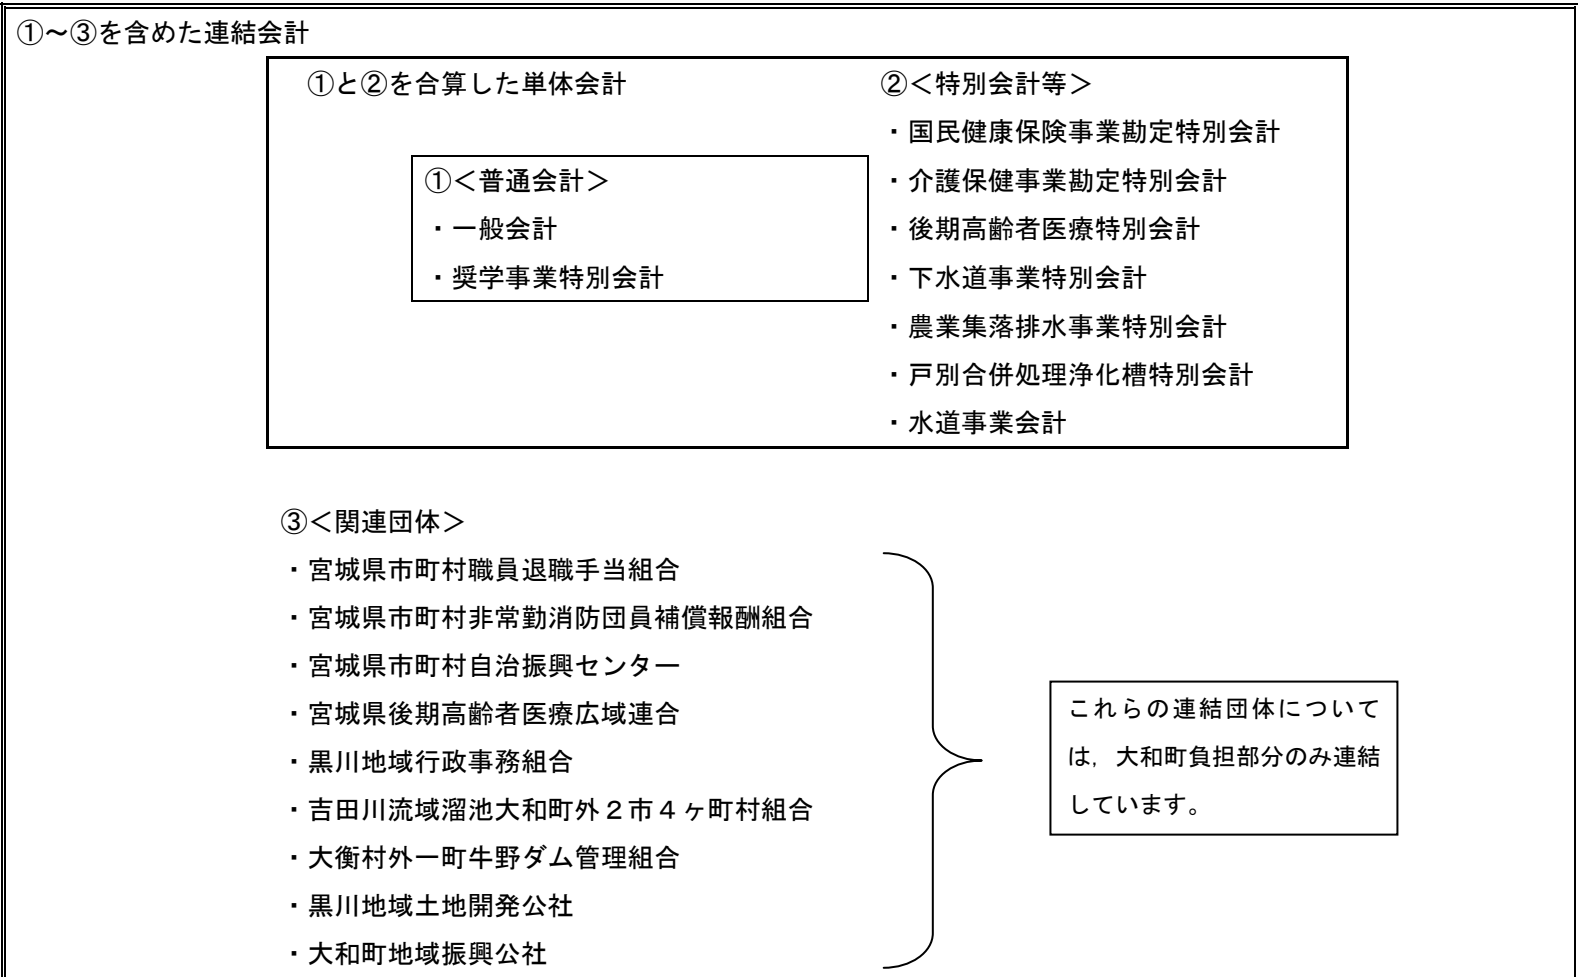 ①～③を含めた連結会計
①と②を合算した単体会計
①＜普通会計＞
・一般会計
・奨学事業特別会計
②＜特別会計等＞
・国民健康保険事業勘定特別会計
・介護保健事業勘定特別会計
・後期高齢者医療特別会計
・下水道事業特別会計
・農業集落排水事業特別会計
・戸別合併処理浄化槽特別会計
・水道事業会計
③＜関連団体＞
・宮城県市町村職員退職手当組合
・宮城県市町村非常勤消防団員補償報酬組合
・宮城県市町村自治振興センター
・宮城県後期高齢者医療広域連合
・黒川地域行政事務組合
・吉田川流域溜池大和町外２市４ヶ町村組合
・大衡村外一町牛野ダム管理組合
・黒川地域土地開発公社
・大和町地域振興公社
これらの連結団体について
は，大和町負担部分のみ連結
しています。